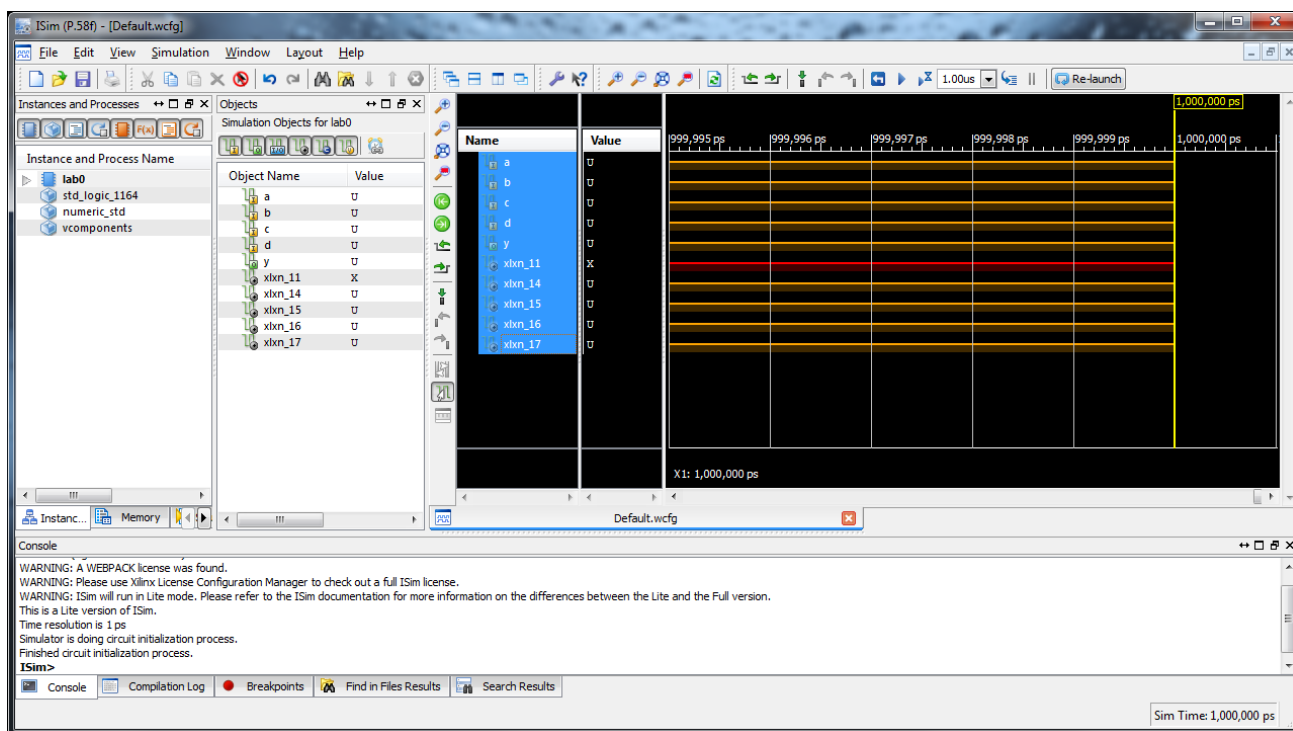 ISim (P.58f) - [Default.wcfg]
File Edit View Simulation Window Layout Help
1.00us Re-launch
Instances and Processes
Instance and Process Name
lab0
std_logic_1164
numeric_std
vcomponents
Instanc... Memory
Objects
Simulation Objects for lab0
Object Name Value
a U
b U
c U
d U
y U
xlxn_11 X
xlxn_14 U
xlxn_15 U
xlxn_16 U
xlxn_17 U
1,000,000 ps
Name Value 999,995 ps 999,996 ps 999,997 ps 999,998 ps 999,999 ps 1,000,000 ps
a U
b U
c U
d U
y U
xlxn_11 X
xlxn_14 U
xlxn_15 U
xlxn_16 U
xlxn_17 U
X1: 1,000,000 ps
Default.wcfg
Console
WARNING: A WEBPACK license was found.
WARNING: Please use Xilinx License Configuration Manager to check out a full ISim license.
WARNING: ISim will run in Lite mode. Please refer to the ISim documentation for more information on the differences between the Lite and the Full version.
This is a Lite version of ISim.
Time resolution is 1 ps
Simulator is doing circuit initialization process.
Finished circuit initialization process.
ISim>
Console Compilation Log Breakpoints Find in Files Results Search Results
Sim Time: 1,000,000 ps